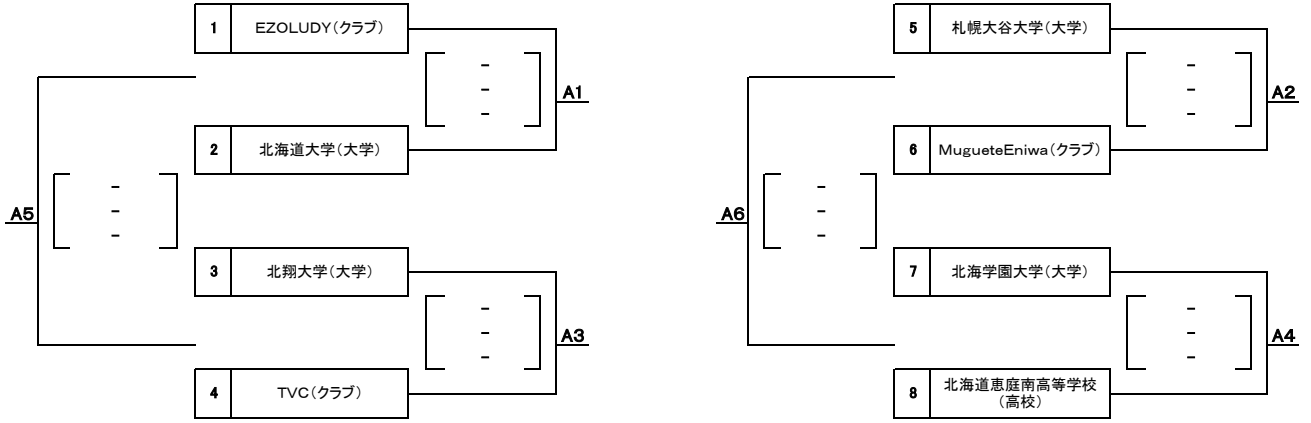 1 EZOLUDY(クラブ)
-
-
-
A1
2 北海道大学(大学)
A5
-
-
-
3 北翔大学(大学)
-
-
-
A3
4 TVC(クラブ)
5 札幌大谷大学(大学)
-
-
-
A2
6 MugueteEniwa(クラブ)
A6
-
-
-
7 北海学園大学(大学)
-
-
-
A4
8 北海道恵庭南高等学校
(高校)